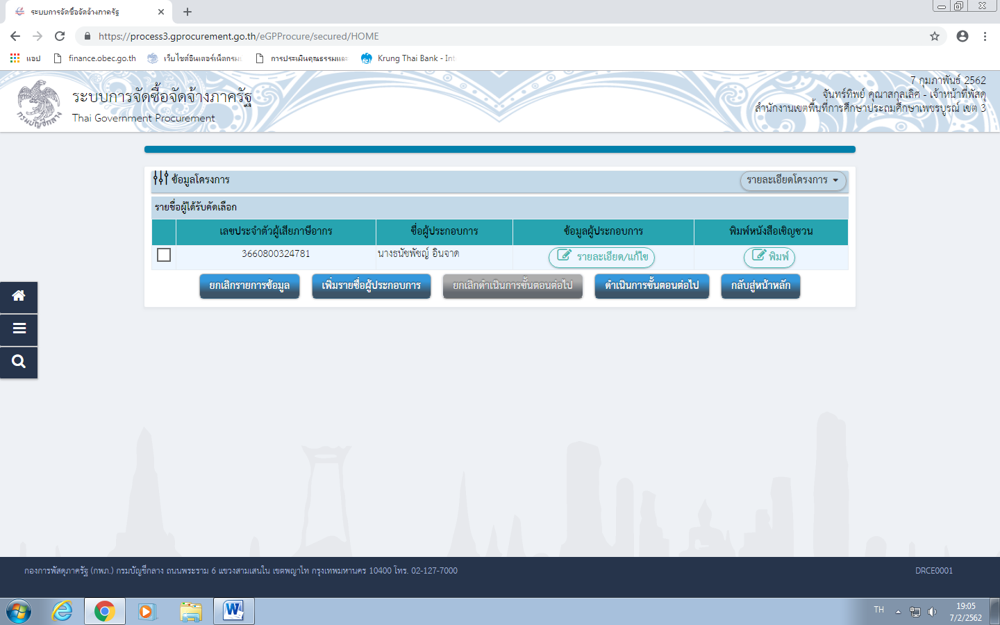 ระบบการจัดซื้อจัดจ้างภาครัฐ
https://process3.gprocurement.go.th/eGPProcure/secured/HOME
แอป
finance.obec.go.th
เว็บไซต์อินเตอร์เน็ตกรมบ
การประเมินคุณธรรมและ
Krung Thai Bank - Int
ระบบการจัดซื้อจัดจ้างภาครัฐ
Thai Government Procurement
กรมบัญชีกลาง
7 กุมภาพันธ์ 2562
จันทร์ทิพย์ คุณาสกุลเลิศ - เจ้าหน้าที่พัสดุ
สำนักงานเขตพื้นที่การศึกษาประถมศึกษาเพชรบูรณ์ เขต 3
ข้อมูลโครงการ
รายละเอียดโครงการ
รายชื่อผู้ได้รับคัดเลือก
เลขประจำตัวผู้เสียภาษีอากร ชื่อผู้ประกอบการ ข้อมูลผู้ประกอบการ พิมพ์หนังสือเชิญชวน
3660800324781 นางธนัชพัชญ์ อินจาด รายละเอียด/แก้ไข พิมพ์
ยกเลิกรายการข้อมูล เพิ่มรายชื่อผู้ประกอบการ ยกเลิกดำเนินการขั้นตอนต่อไป ดำเนินการขั้นตอนต่อไป กลับสู่หน้าหลัก
กองการพัสดุภาครัฐ (กพภ.) กรมบัญชีกลาง ถนนพระราม 6 แขวงสามเสนใน เขตพญาไท กรุงเทพมหานคร 10400 โทร. 02-127-7000
DRCE0001
TH
19:05
7/2/2562